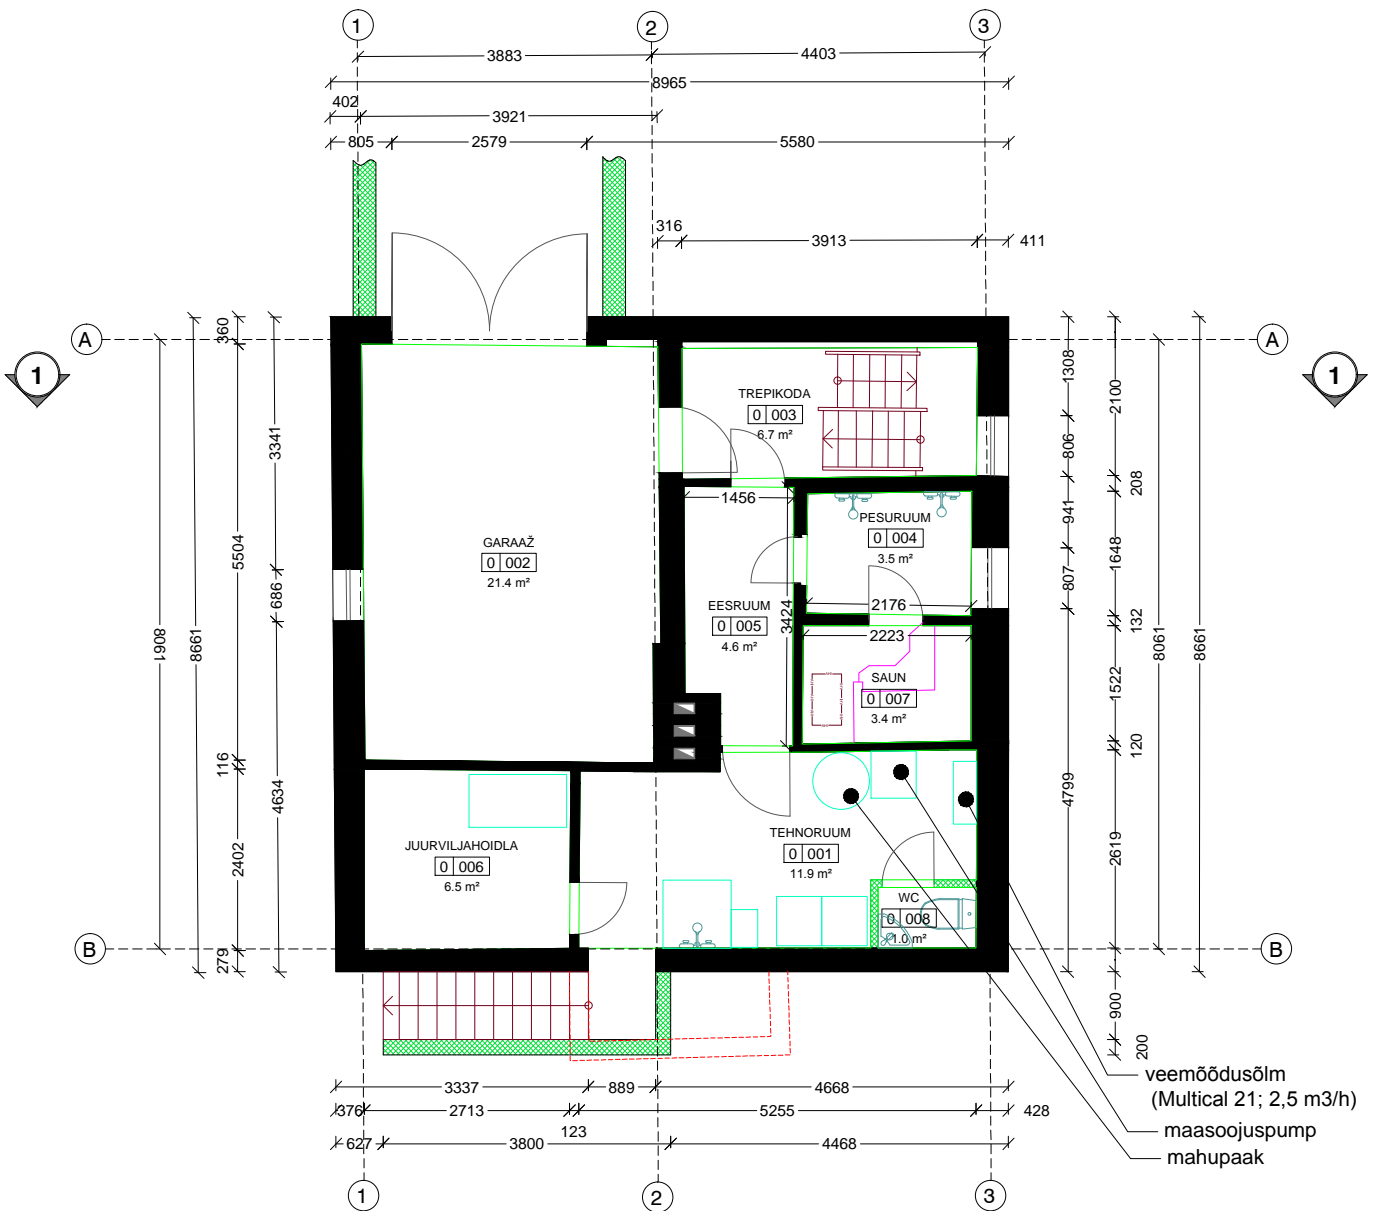 1
2
3
3883
4403
8965
402
3921
805
2579
5580
316
3913
411
A
A
1
1
360
3341
5504
686
8061
8661
116
4634
2402
279
1308
2100
806
208
941
1648
807
132
8061
8661
1522
120
4799
2619
900
200
TREPIKODA
0 003
6.7 m²
1456
PESURUUM
0 004
3.5 m²
GARAAŽ
0 002
21.4 m²
EESRUUM
0 005
4.6 m²
3424
2176
2223
SAUN
0 007
3.4 m²
TEHNORUUM
0 001
11.9 m²
JUURVILJAHOIDLA
0 006
6.5 m²
WC
0 008
1.0 m²
B
B
veemõõdusõlm
(Multical 21; 2,5 m3/h)
maasoojuspump
mahupaak
3337
889
4668
376
2713
5255
428
123
627
3800
4468
1
2
3